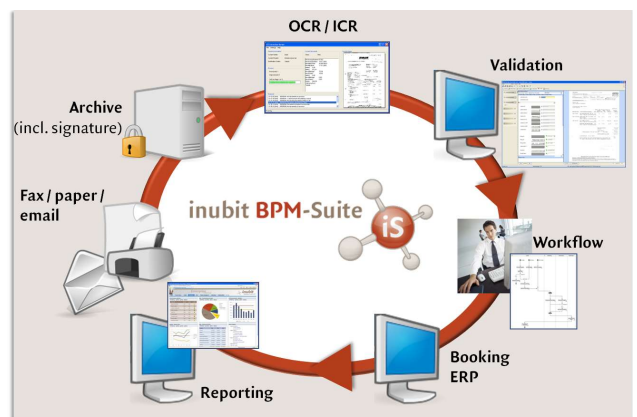 OCR / ICR
Validation
Archive
(incl. signature)
Fax / paper /
email
inubit BPM-Suite
iS
Workflow
Booking
ERP
Reporting